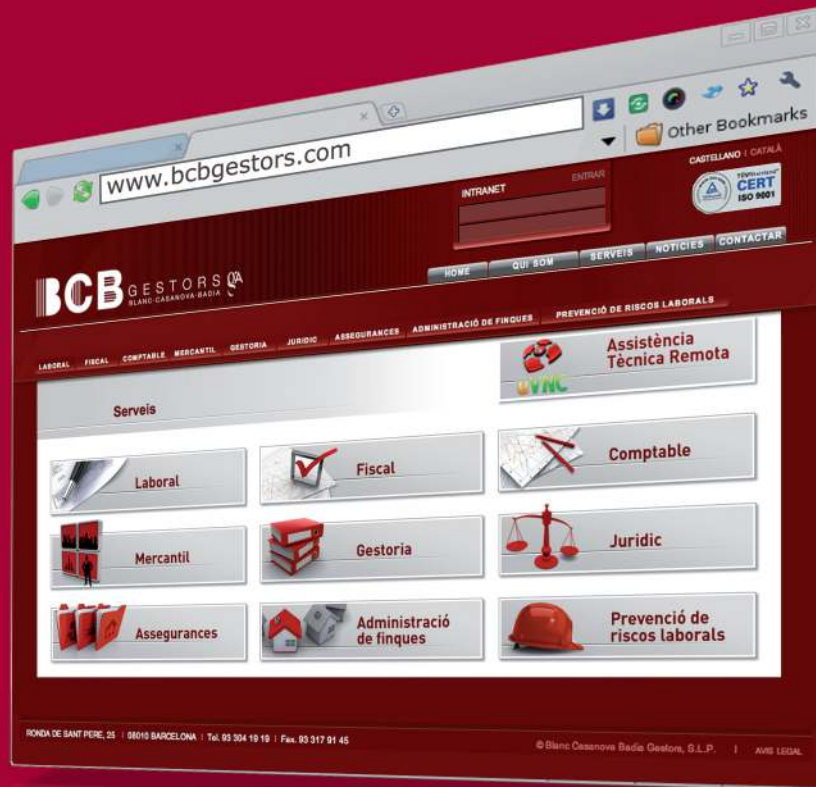 Other Bookmarks
www.bcbgestors.com
CASTELLANO | CATALÀ
INTRANET
ENTRAR
CERT
ISO 9001
HOME
QUI SOM
SERVEIS
NOTICIES
CONTACTAR
BCB GESTORS
BLANC-CASANOVA-BADIA
LABORAL
FISCAL
COMPTABLE
MERCANTIL
GESTORIA
JURIDIC
ASSEGURANCES
ADMINISTRACIÓ DE FINQUES
PREVENCIÓ DE RISCOS LABORALS
VNC
Assistència
Tècnica Remota
Serveis
Laboral
Fiscal
Comptable
Mercantil
Gestoria
Juridic
Assegurances
Administració
de finques
Prevenció de
riscos laborals
RONDA DE SANT PERE, 25 | 08010 BARCELONA | Tel. 93 304 19 19 | Fax. 93 317 91 45
© Blanc Casanova Badia Gestors, S.L.P. | AVIS LEGAL